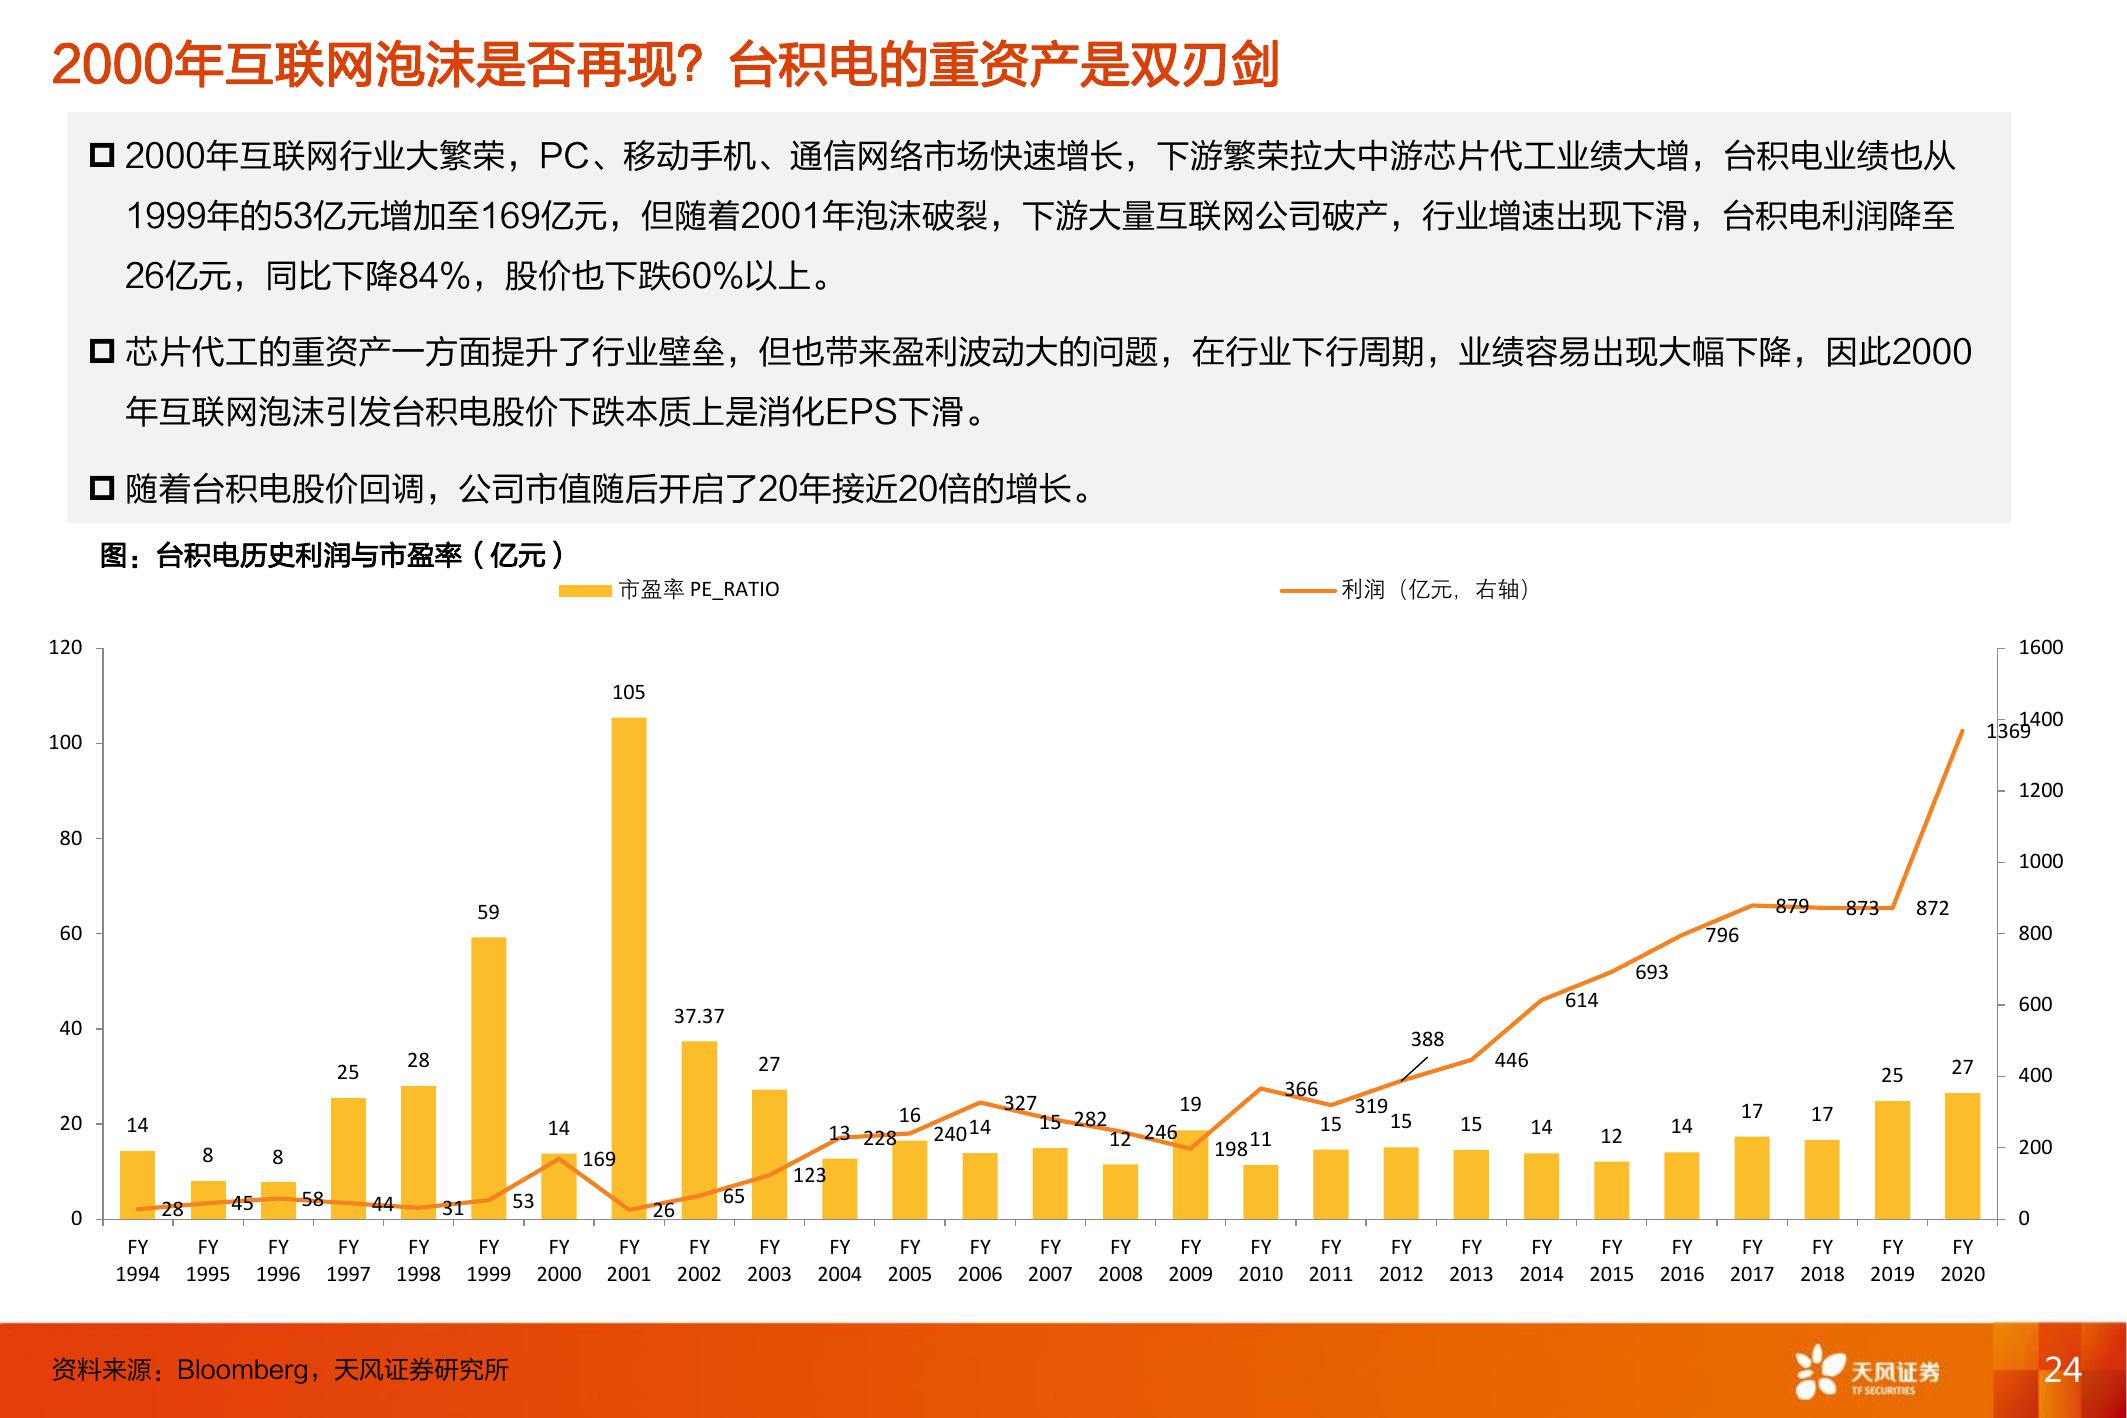 2000年互联网泡沫是否再现？台积电的重资产是双刃剑
2000年互联网行业大繁荣，PC、移动手机、通信网络市场快速增长，下游繁荣拉大中游芯片代工业绩大增，台积电业绩也从
1999年的53亿元增加至169亿元，但随着2001年泡沫破裂，下游大量互联网公司破产，行业增速出现下滑，台积电利润降至
26亿元，同比下降84%，股价也下跌60%以上。
芯片代工的重资产一方面提升了行业壁垒，但也带来盈利波动大的问题，在行业下行周期，业绩容易出现大幅下降，因此2000
年互联网泡沫引发台积电股价下跌本质上是消化EPS下滑。
随着台积电股价回调，公司市值随后开启了20年接近20倍的增长。
图：台积电历史利润与市盈率（亿元）
市盈率 PE_RATIO 利润（亿元，右轴）
120 100 80 60 40 20 0
14 8 8 25 28 59 14 105 37.37 27 13 16 14 15 12 19 11 15 15 15 14 12 14 17 17 25 27
28 45 58 44 31 53 169 26 65 123 228 240 327 282 246 198 366 319 388 446 614 693 796 879 873 872 1369
1600 1400 1200 1000 800 600 400 200 0
FY FY FY FY FY FY FY FY FY FY FY FY FY FY FY FY FY FY FY FY FY FY FY FY FY FY FY
1994 1995 1996 1997 1998 1999 2000 2001 2002 2003 2004 2005 2006 2007 2008 2009 2010 2011 2012 2013 2014 2015 2016 2017 2018 2019 2020
资料来源：Bloomberg，天风证券研究所
天风证券
TF SECURITIES
24